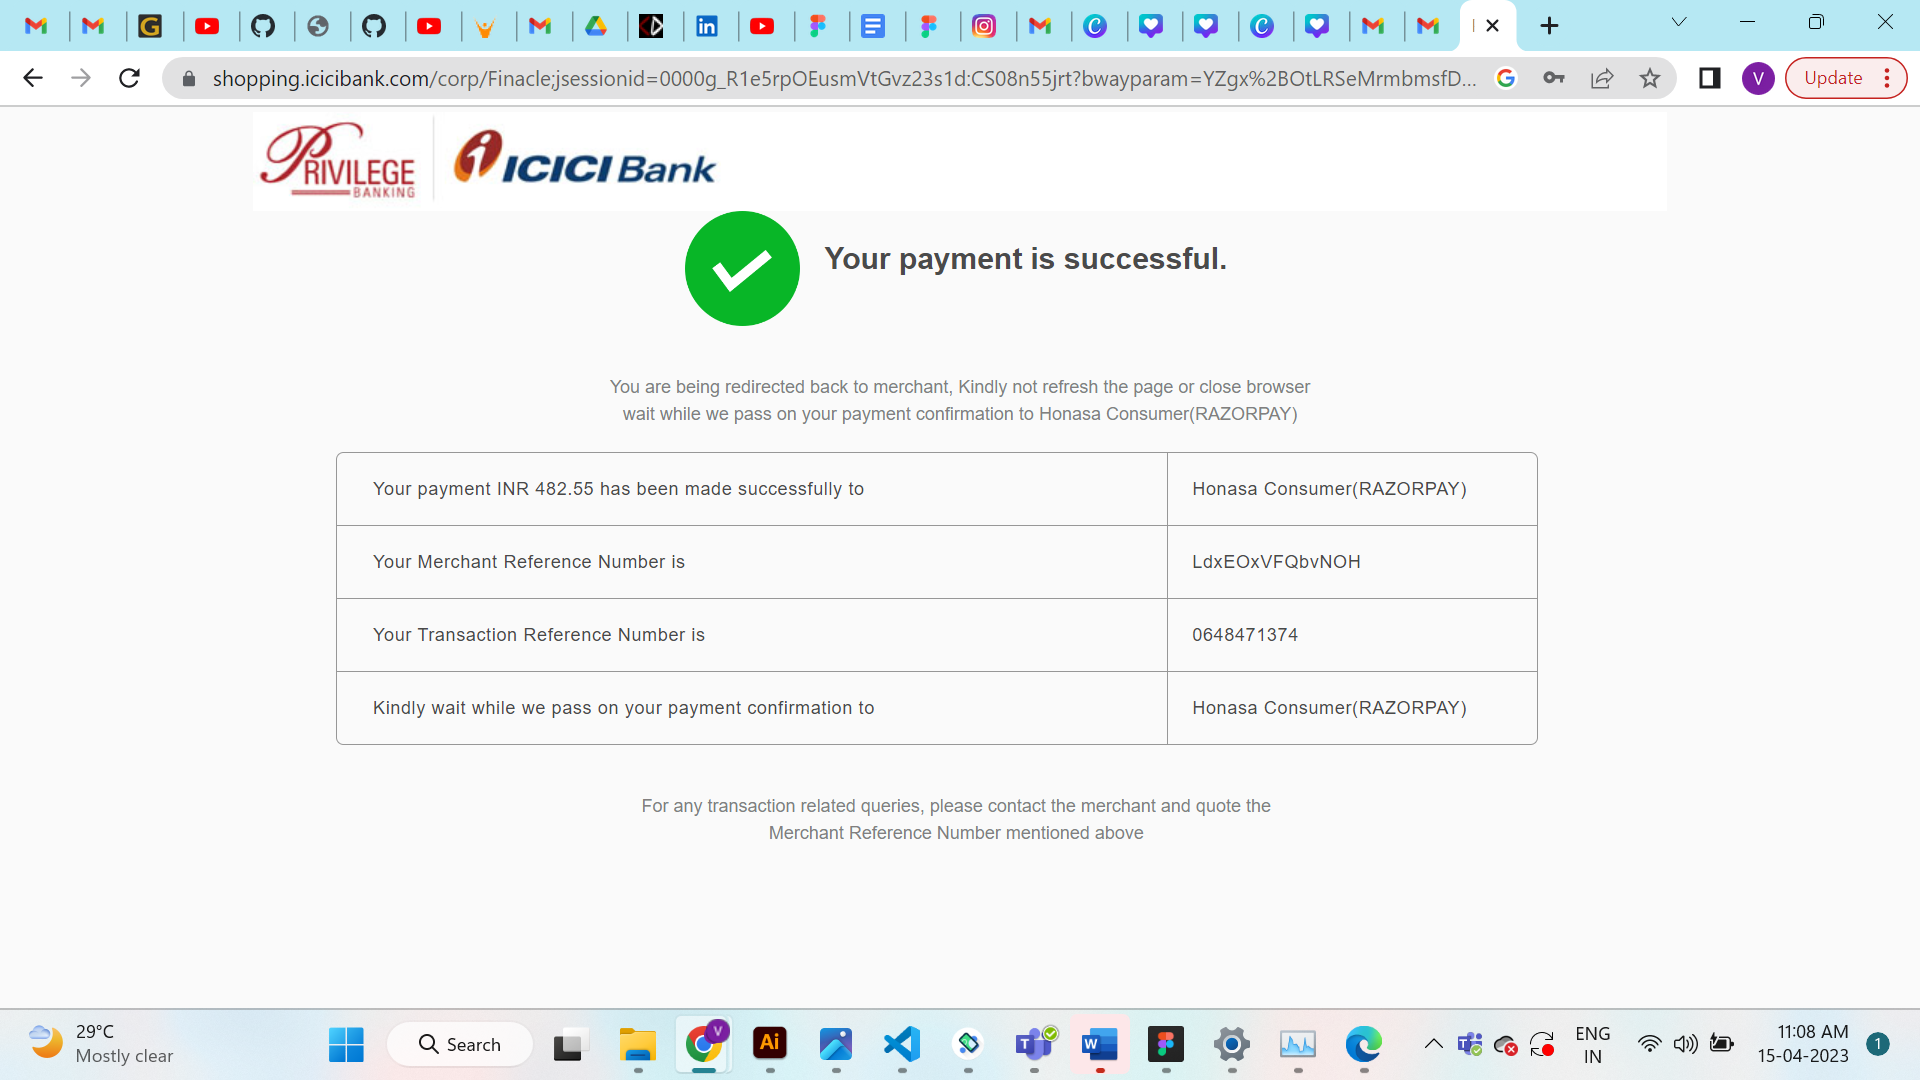 shopping.icicibank.com/corp/Finacle;jsessionid=0000g_R1e5rpOEusmVtGvz23s1d:CS08n55jrt?bwayparam=YZgx%2BOtLRSeMrmbmsfD...
V
Update
PRIVILEGE
BANKING
ICICI Bank
Your payment is successful.
You are being redirected back to merchant, Kindly not refresh the page or close browser
wait while we pass on your payment confirmation to Honasa Consumer(RAZORPAY)
Your payment INR 482.55 has been made successfully to Honasa Consumer(RAZORPAY)
Your Merchant Reference Number is LdxEOxVFQbvNOH
Your Transaction Reference Number is 0648471374
Kindly wait while we pass on your payment confirmation to Honasa Consumer(RAZORPAY)
For any transaction related queries, please contact the merchant and quote the
Merchant Reference Number mentioned above
29°C
Mostly clear
Search
V
Ai
T
W
ENG
IN
11:08 AM
15-04-2023
1